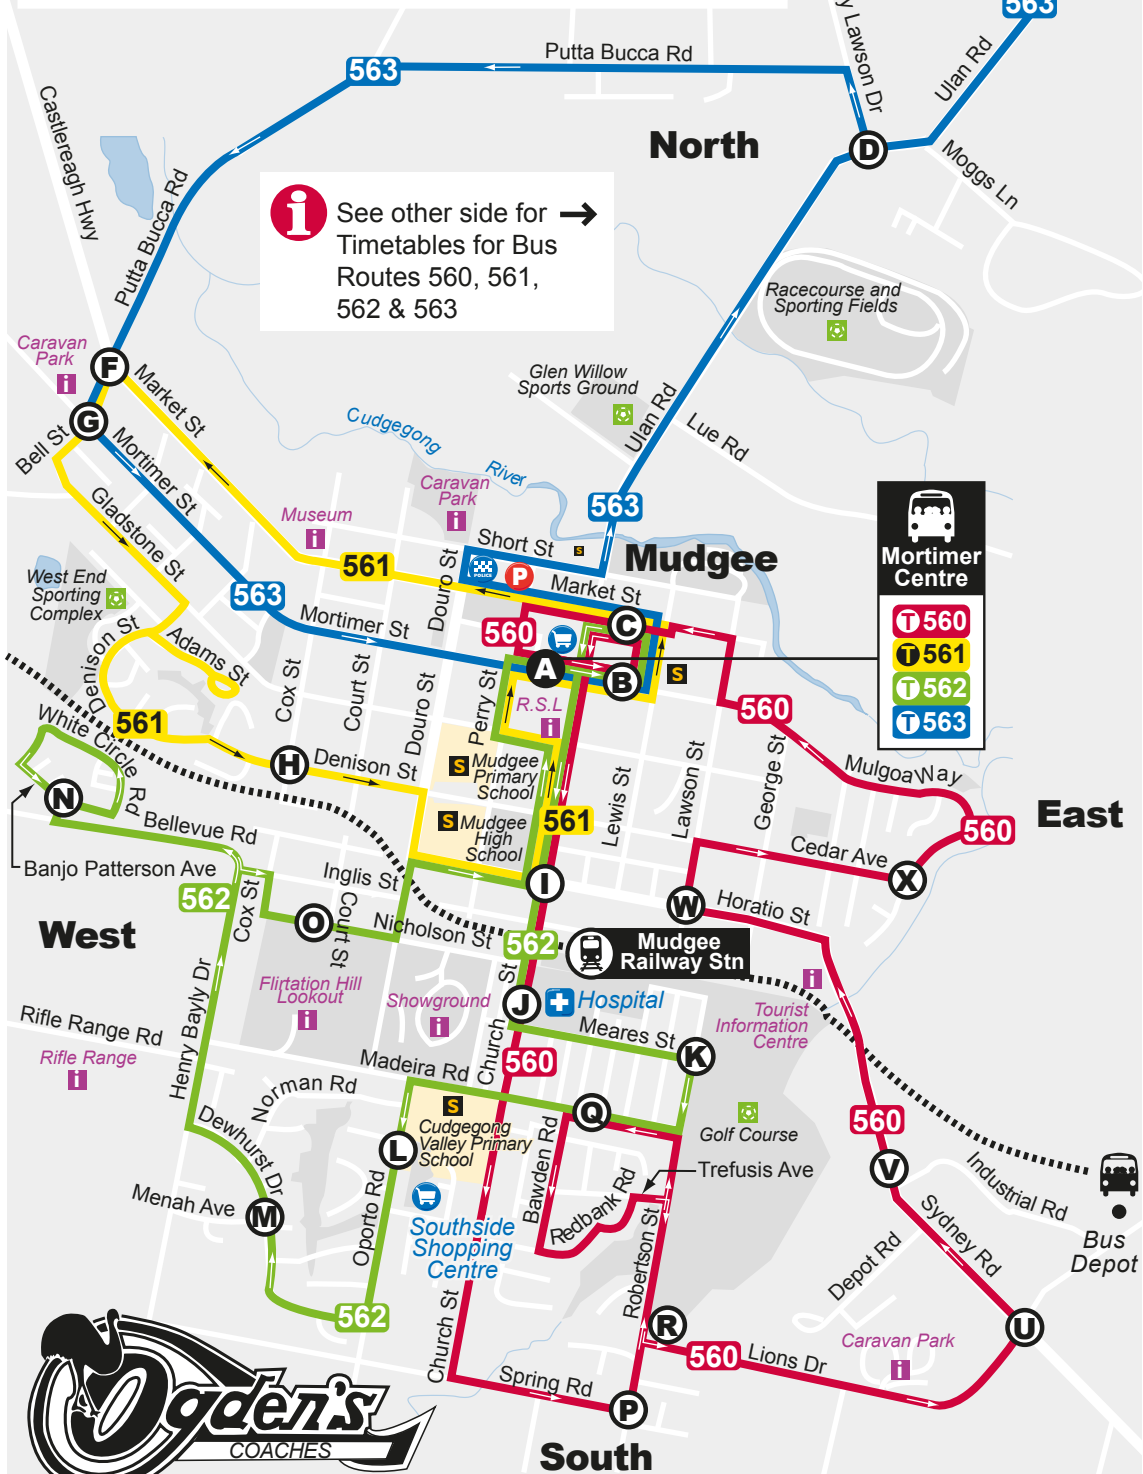 563
Putta Bucca Rd
y Lawson Dr
Ulan Rd
563
Castlereagh Hwy
North
D
Moggs Ln
Putta Bucca Rd
i
See other side for →
Timetables for Bus
Routes 560, 561,
562 & 563
Racecourse and
Sporting Fields
Caravan
Park
i
F
Market St
Glen Willow
Sports Ground
Ulan Rd
Lue Rd
G
Bell St
Mortimer St
Cudgegong
River
Caravan
Park
i
Gladstone St
Museum
i
563
Short St
S
Mudgee
Mortimer
Centre
T 560
T 561
T 562
T 563
561
POLICE
P
Market St
West End
Sporting
Complex
563
Mortimer St
Douro St
560
C
Denison St
Adams St
A
B
S
Cox St
Court St
Douro St
Perry St
R.S.L
i
560
561
White Circle
Rd
H
Denison St
S
Mudgee
Primary
School
Lewis St
Lawson St
George St
Mulgoa Way
East
N
S
Mudgee
High
School
561
560
Bellevue Rd
Cedar Ave
X
Banjo Patterson Ave
Inglis St
I
562
Cox St
W
Horatio St
O
Court St
Nicholson St
West
562
Mudgee
Railway Stn
Henry Bayly Dr
Flirtation Hill
Lookout
i
Showground
i
St
J
Hospital
i
Tourist
Information
Centre
Rifle Range Rd
Meares St
Church
K
Rifle Range
i
Madeira Rd
560
Norman Rd
S
Cudgegong
Valley Primary
School
Q
Golf Course
560
Dewhurst Dr
L
Bawden Rd
Trefusis Ave
V
Industrial Rd
Menah Ave
M
Oporto Rd
Southside
Shopping
Centre
Redbank Rd
Robertson St
Sydney Rd
Depot Rd
Bus
Depot
562
Church St
R
560
Lions Dr
Caravan Park
i
U
Spring Rd
P
Ogden's
COACHES
South